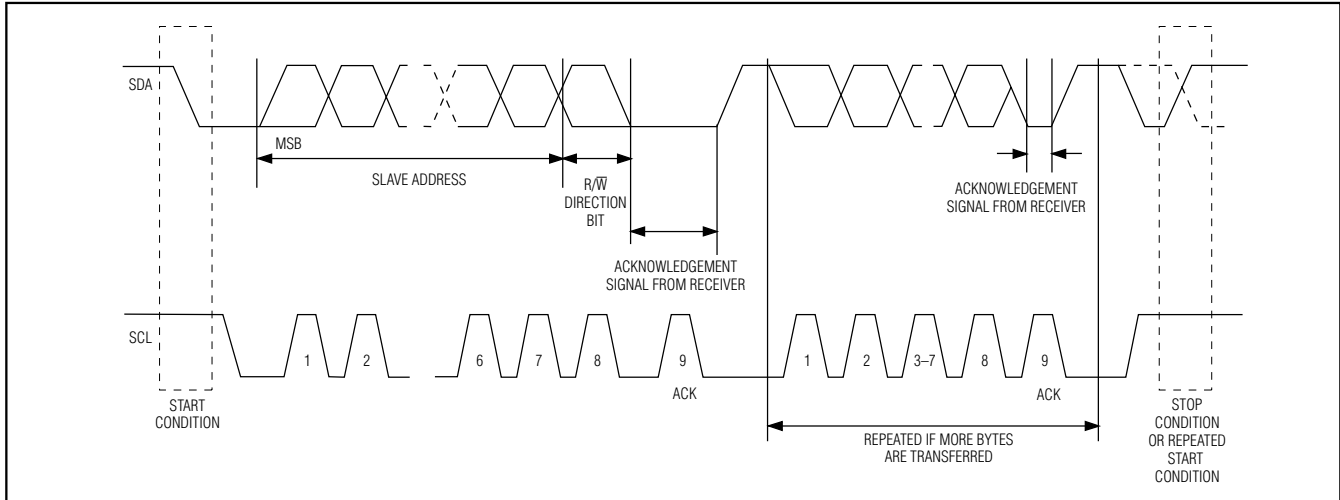 SDA
MSB
SLAVE ADDRESS
R/W̅
DIRECTION
BIT
ACKNOWLEDGEMENT
SIGNAL FROM RECEIVER
ACKNOWLEDGEMENT
SIGNAL FROM RECEIVER
SCL
1 2 6 7 8 9 1 2 3–7 8 9
ACK ACK
START
CONDITION
REPEATED IF MORE BYTES
ARE TRANSFERRED
STOP
CONDITION
OR REPEATED
START
CONDITION